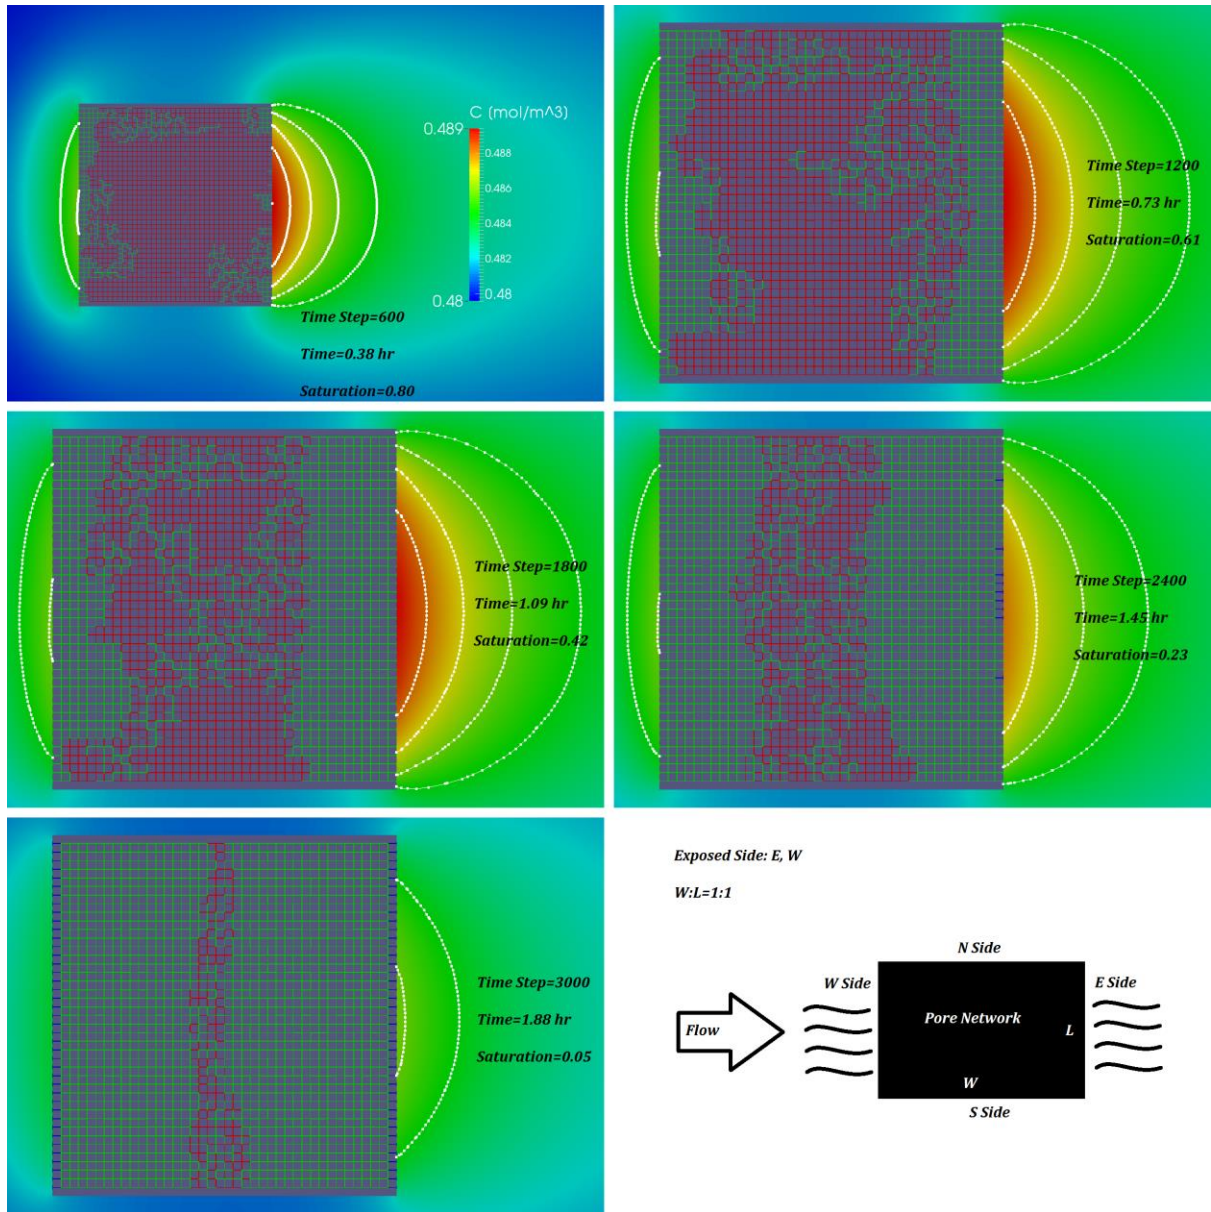 C [mol/m^3]
0.489
0.488
0.486
0.484
0.482
0.48
0.48
Time Step=600
Time=0.38 hr
Saturation=0.80
Time Step=1200
Time=0.73 hr
Saturation=0.61
Time Step=1800
Time=1.09 hr
Saturation=0.42
Time Step=2400
Time=1.45 hr
Saturation=0.23
Time Step=3000
Time=1.88 hr
Saturation=0.05
Exposed Side: E, W
W:L=1:1
N Side
W Side
E Side
Flow
Pore Network
L
W
S Side